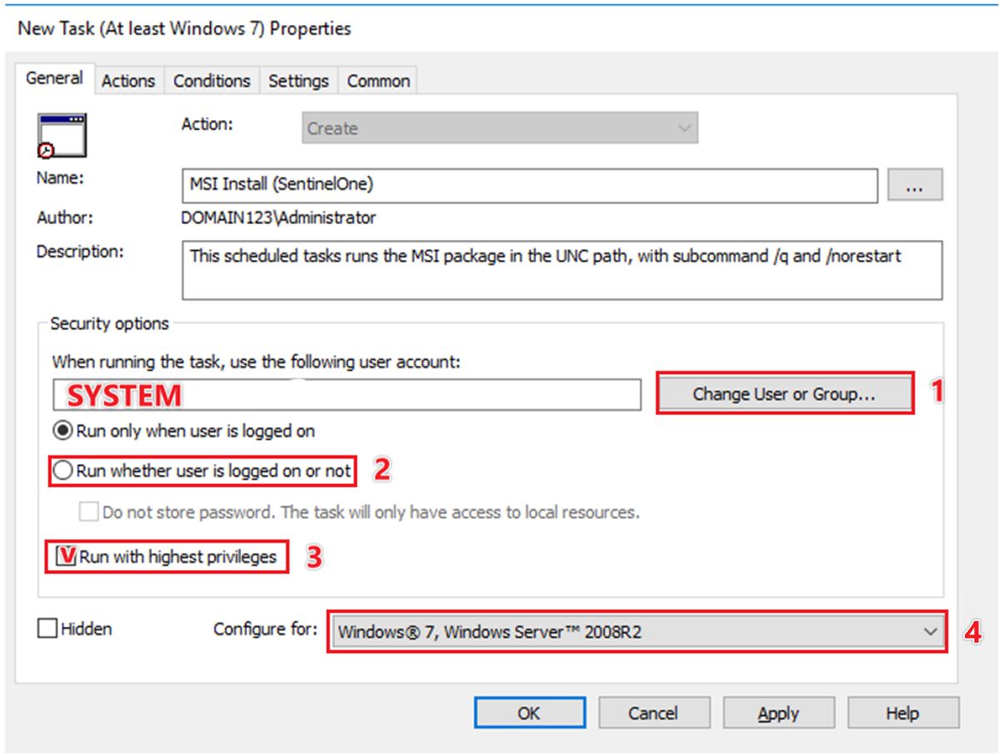 New Task (At least Windows 7) Properties
General Actions Conditions Settings Common
Action: Create
Name: MSI Install (SentinelOne) ...
Author: DOMAIN123\Administrator
Description: This scheduled tasks runs the MSI package in the UNC path, with subcommand /q and /norestart
Security options
When running the task, use the following user account:
SYSTEM Change User or Group... 1
Run only when user is logged on
Run whether user is logged on or not 2
Do not store password. The task will only have access to local resources.
V Run with highest privileges 3
Hidden Configure for: Windows® 7, Windows Server™ 2008R2 4
OK Cancel Apply Help